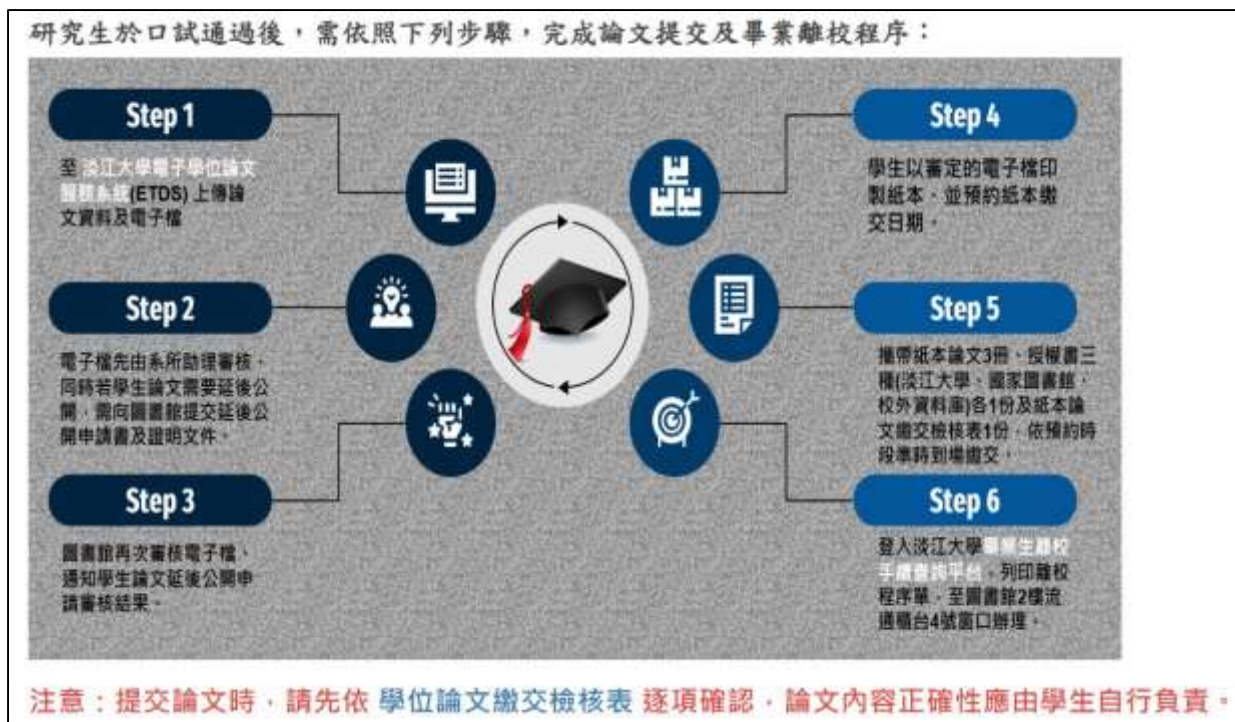 研究生於口試通過後，需依照下列步驟，完成論文提交及畢業離校程序：
Step 1
至 淡江大學電子學位論文
服務系統(ETDS) 上傳論
文資料及電子檔
Step 2
電子檔先由系所助理審核、
同時若學生論文需要延後公
開，需向圖書館提交延後公
開申請書及證明文件。
Step 3
圖書館再次審核電子檔、
通知學生論文延後公開申
請審核結果。
Step 4
學生以審定的電子檔印
製紙本、並預約紙本繳
交日期。
Step 5
攜帶紙本論文3冊、授權書三
種(淡江大學、國家圖書館、
校外資料庫)各1份及紙本論
文繳交檢核表1份，依預約時
段準時到場繳交。
Step 6
登入淡江大學畢業生離校
手續查詢平台，列印離校
程序單，至圖書館2樓流
通櫃台4號窗口辦理。
注意：提交論文時，請先依 學位論文繳交檢核表 逐項確認，論文內容正確性應由學生自行負責。